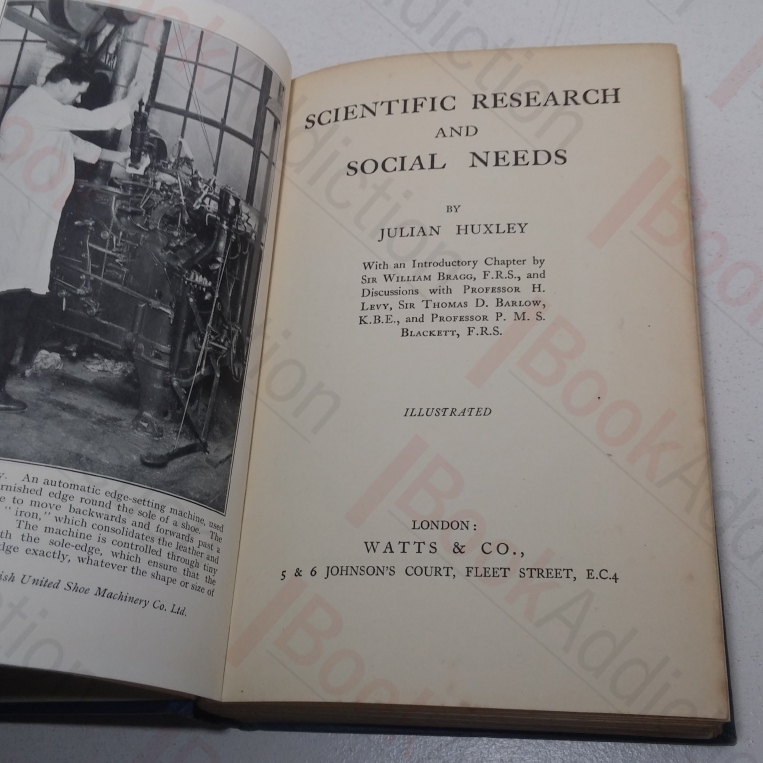 y. An automatic edge-setting machine, used
rnished edge round the sole of a shoe. The
e to move backwards and forwards past a
"iron," which consolidates the leather and
The machine is controlled through tiny
th the sole-edge, which ensure that the
dge exactly, whatever the shape or size of
ish United Shoe Machinery Co. Ltd.
SCIENTIFIC RESEARCH
AND
SOCIAL NEEDS
BY
JULIAN HUXLEY
With an Introductory Chapter by
SIR WILLIAM BRAGG, F.R.S., and
Discussions with PROFESSOR H.
LEVY, SIR THOMAS D. BARLOW,
K.B.E., and PROFESSOR P. M. S.
BLACKETT, F.R.S.
ILLUSTRATED
LONDON:
WATTS & CO.,
5 & 6 JOHNSON'S COURT, FLEET STREET, E.C.4
BookAddiction
BookAddiction
BookAddiction
BookAddiction